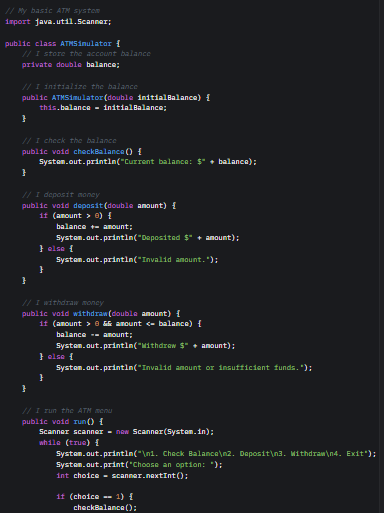 // My basic ATM system
import java.util.Scanner;
public class ATMSimulator {
// I store the account balance
private double balance;
// I initialize the balance
public ATMSimulator(double initialBalance) {
this.balance = initialBalance;
}
// I check the balance
public void checkBalance() {
System.out.println("Current balance: $" + balance);
}
// I deposit money
public void deposit(double amount) {
if (amount > 0) {
balance += amount;
System.out.println("Deposited $" + amount);
} else {
System.out.println("Invalid amount.");
}
}
// I withdraw money
public void withdraw(double amount) {
if (amount > 0 && amount <= balance) {
balance -= amount;
System.out.println("Withdrew $" + amount);
} else {
System.out.println("Invalid amount or insufficient funds.");
}
}
// I run the ATM menu
public void run() {
Scanner scanner = new Scanner(System.in);
while (true) {
System.out.println("\n1. Check Balance\n2. Deposit\n3. Withdraw\n4. Exit");
System.out.print("Choose an option: ");
int choice = scanner.nextInt();
if (choice == 1) {
checkBalance();